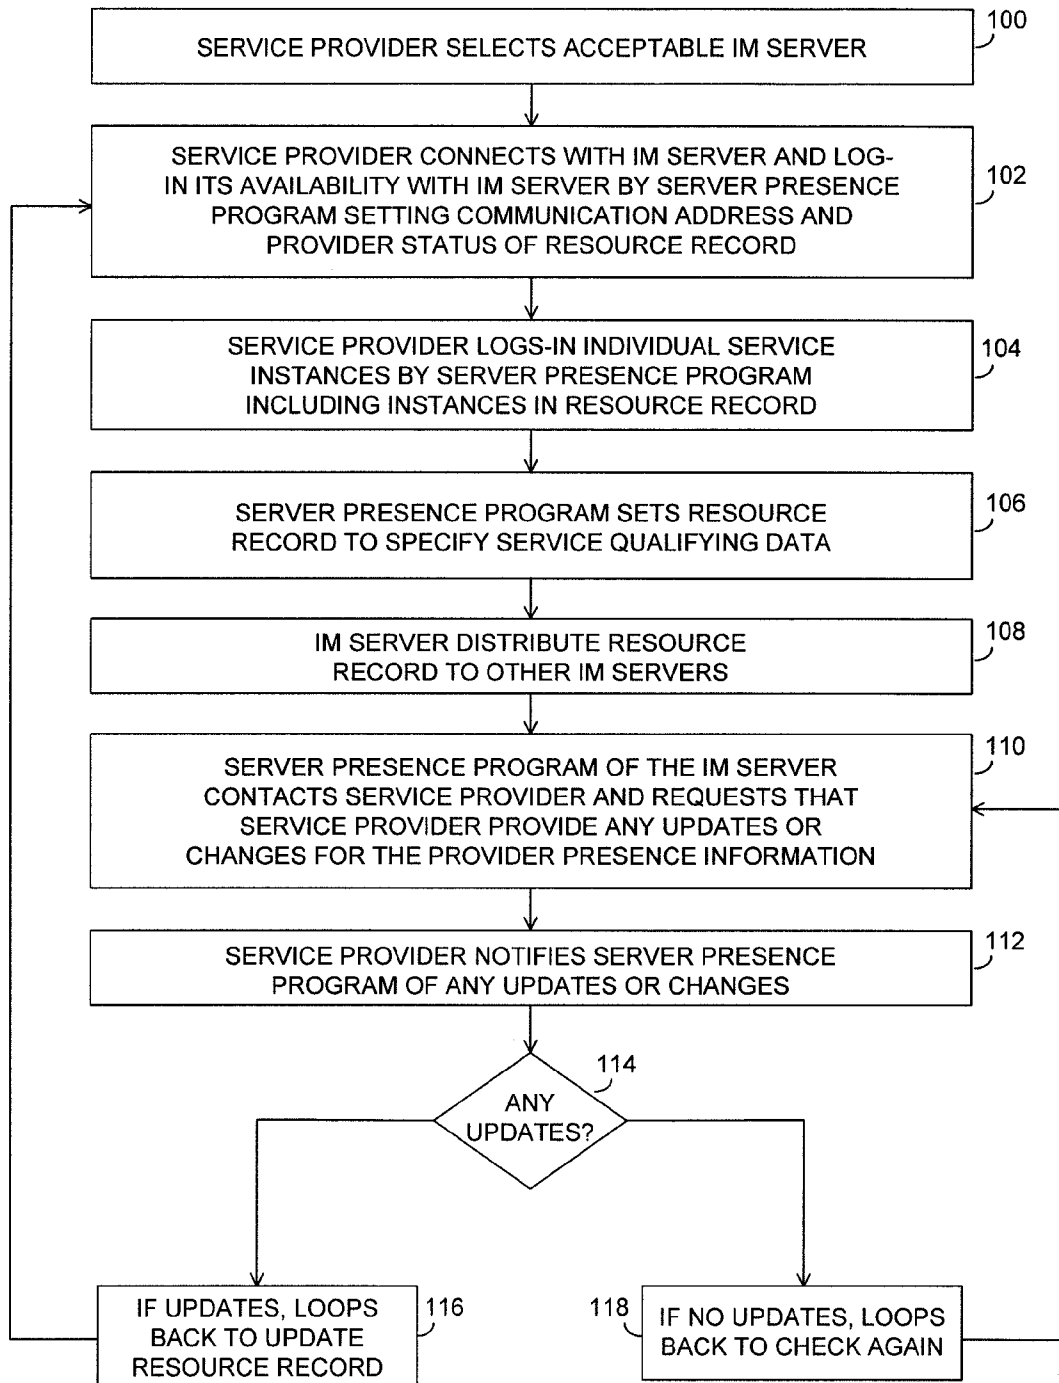 100
SERVICE PROVIDER SELECTS ACCEPTABLE IM SERVER
SERVICE PROVIDER CONNECTS WITH IM SERVER AND LOG-
IN ITS AVAILABILITY WITH IM SERVER BY SERVER PRESENCE
PROGRAM SETTING COMMUNICATION ADDRESS AND
PROVIDER STATUS OF RESOURCE RECORD
102
SERVICE PROVIDER LOGS-IN INDIVIDUAL SERVICE
INSTANCES BY SERVER PRESENCE PROGRAM
INCLUDING INSTANCES IN RESOURCE RECORD
104
SERVER PRESENCE PROGRAM SETS RESOURCE
RECORD TO SPECIFY SERVICE QUALIFYING DATA
106
IM SERVER DISTRIBUTE RESOURCE
RECORD TO OTHER IM SERVERS
108
SERVER PRESENCE PROGRAM OF THE IM SERVER
CONTACTS SERVICE PROVIDER AND REQUESTS THAT
SERVICE PROVIDER PROVIDE ANY UPDATES OR
CHANGES FOR THE PROVIDER PRESENCE INFORMATION
110
SERVICE PROVIDER NOTIFIES SERVER PRESENCE
PROGRAM OF ANY UPDATES OR CHANGES
112
ANY
UPDATES?
114
IF UPDATES, LOOPS
BACK TO UPDATE
RESOURCE RECORD
116
118
IF NO UPDATES, LOOPS
BACK TO CHECK AGAIN